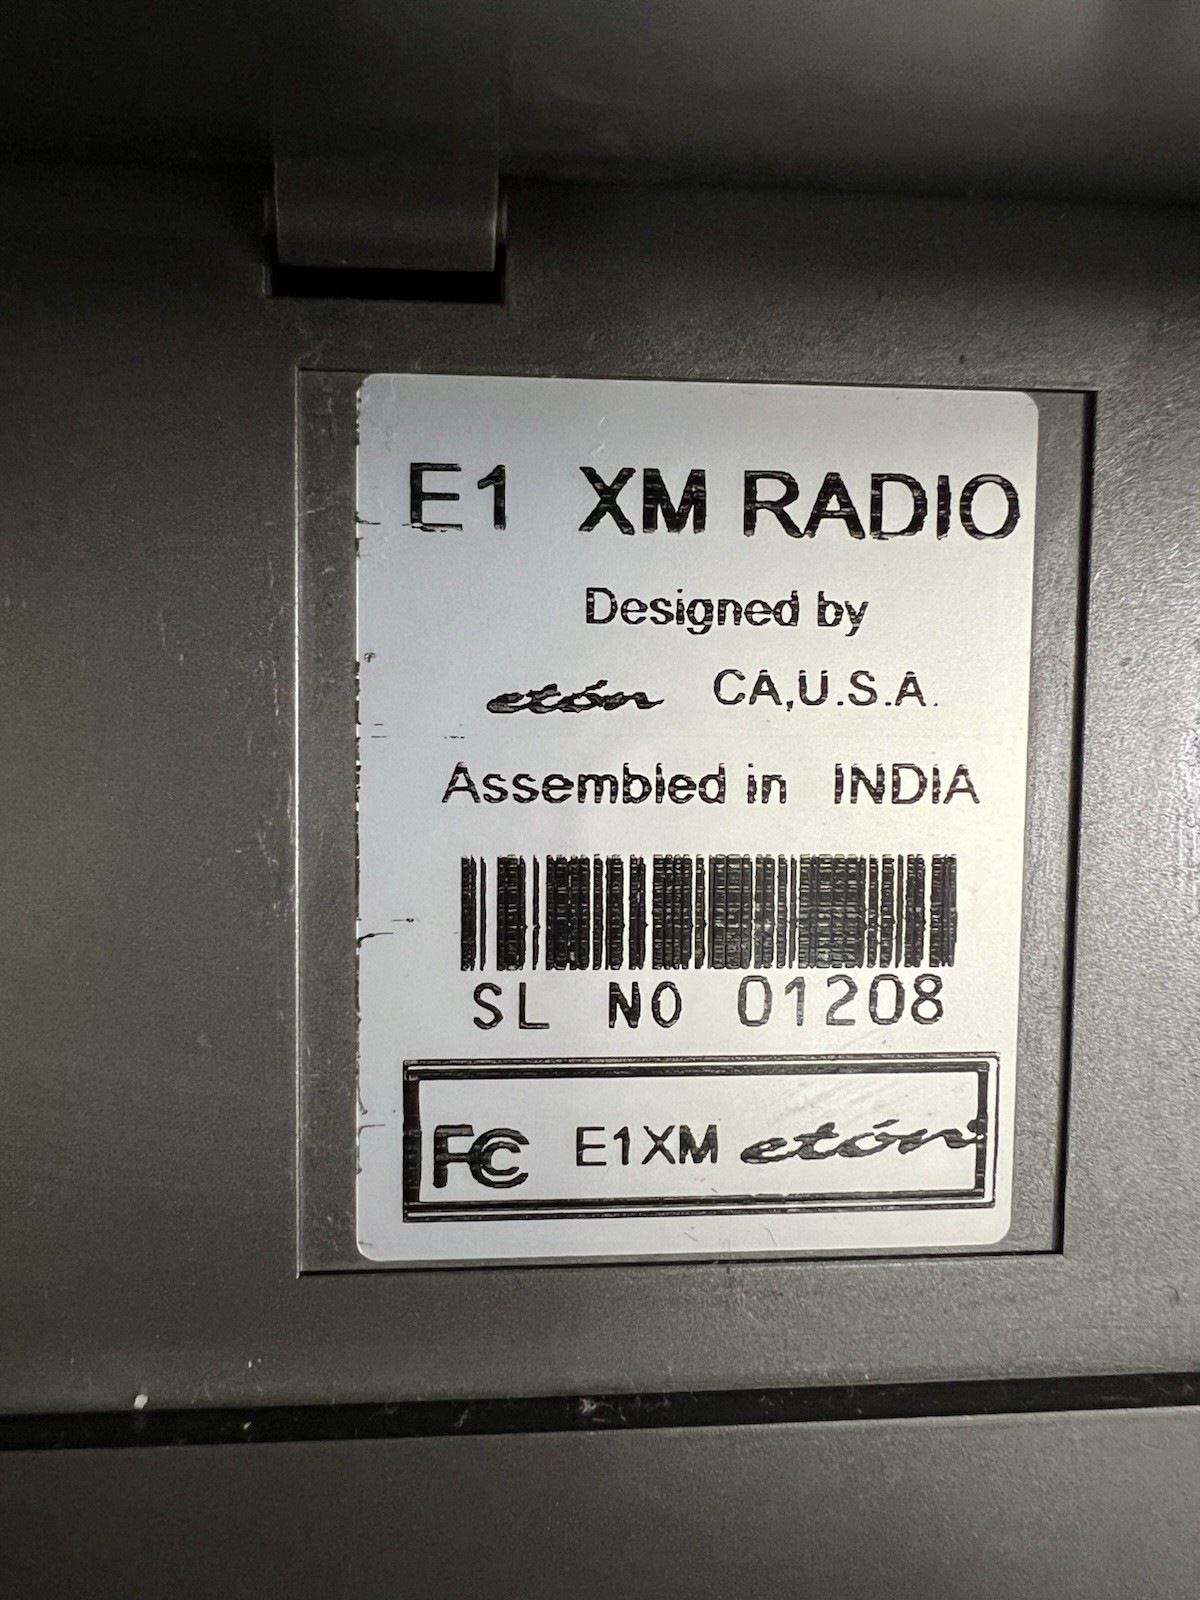 E1 XM RADIO
Designed by
etón CA,U.S.A.
Assembled in INDIA
SL NO 01208
FC E1XM etón